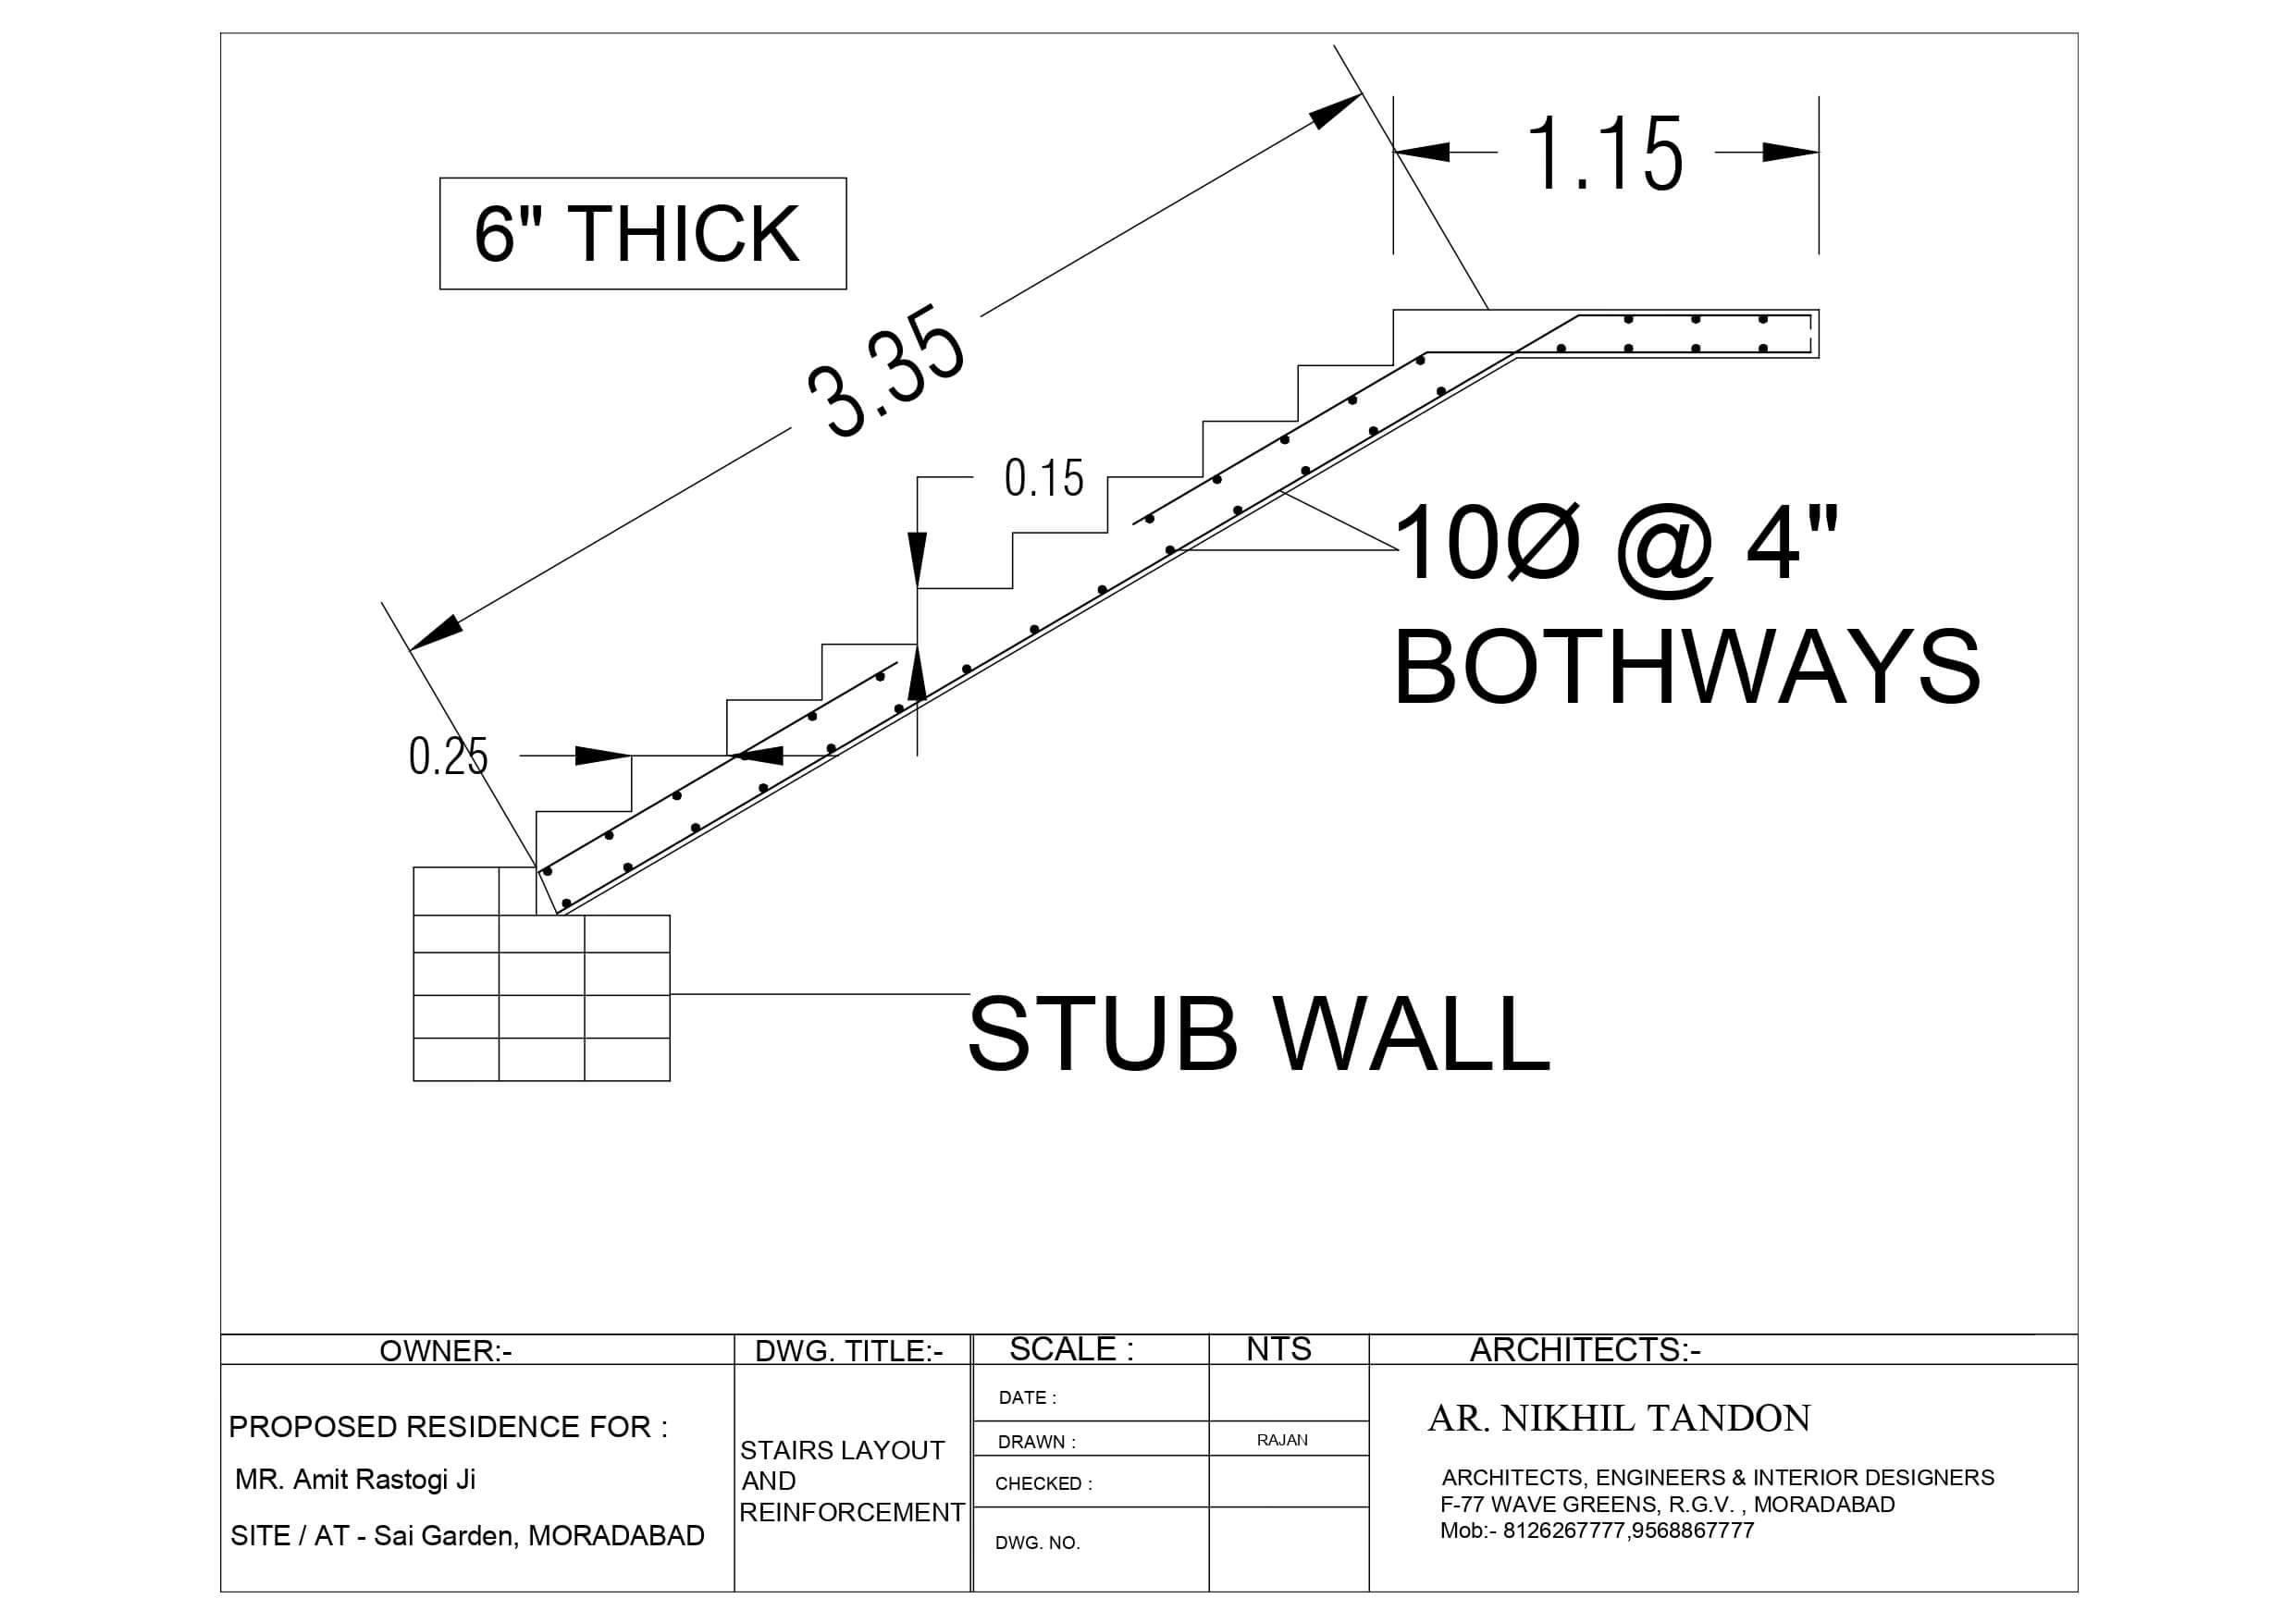 1.15
6" THICK
3.35
0.15
10Ø @ 4"
BOTHWAYS
0.25
STUB WALL
OWNER:-
PROPOSED RESIDENCE FOR :
MR. Amit Rastogi Ji
SITE / AT - Sai Garden, MORADABAD
DWG. TITLE:-
STAIRS LAYOUT
AND
REINFORCEMENT
SCALE : NTS
DATE :
DRAWN : RAJAN
CHECKED :
DWG. NO.
ARCHITECTS:-
AR. NIKHIL TANDON
ARCHITECTS, ENGINEERS & INTERIOR DESIGNERS
F-77 WAVE GREENS, R.G.V. , MORADABAD
Mob:- 8126267777,9568867777